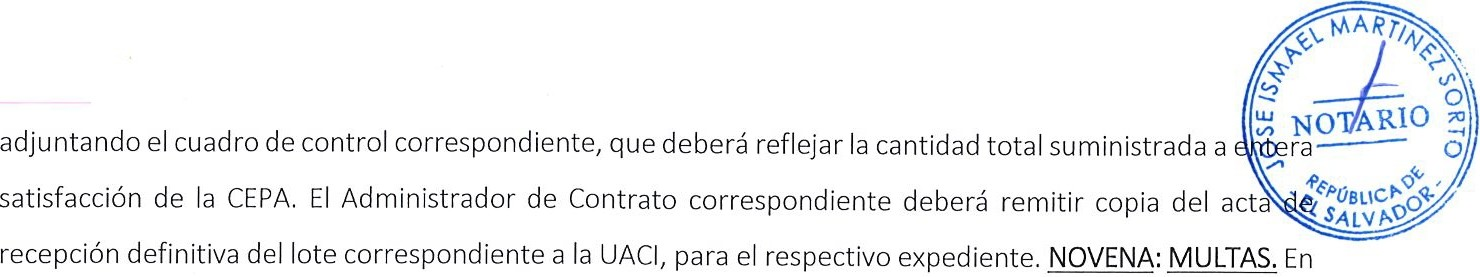 JOSE ISMAEL MARTINEZ SORTO
NOTARIO
REPÚBLICA DE
EL SALVADOR
adjuntando el cuadro de control correspondiente, que deberá reflejar la cantidad total suministrada a entera
satisfacción de la CEPA. El Administrador de Contrato correspondiente deberá remitir copia del acta de
recepción definitiva del lote correspondiente a la UACI, para el respectivo expediente. NOVENA: MULTAS. En